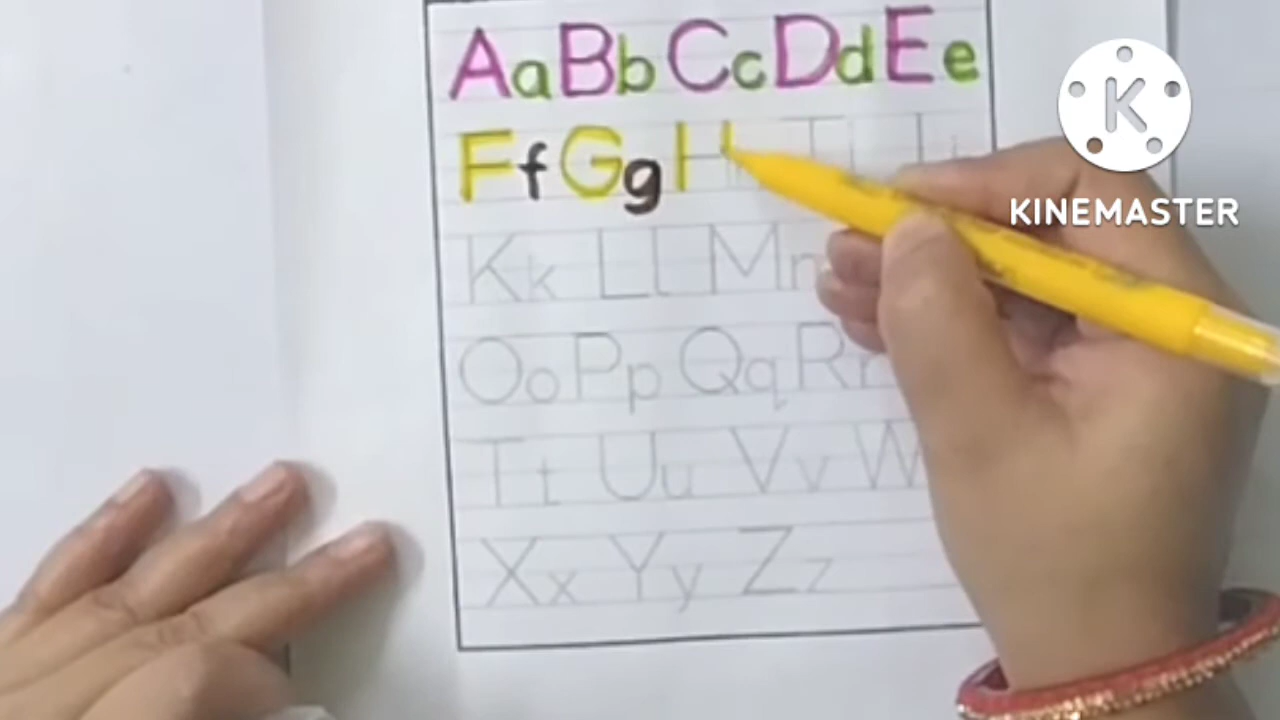 Aa Bb Cc Dd Ee
Ff Gg H
Kk Ll M
Oo Pp Qq Rr
Tt Uu Vv W
Xx Yy Zz
K
KINEMASTER